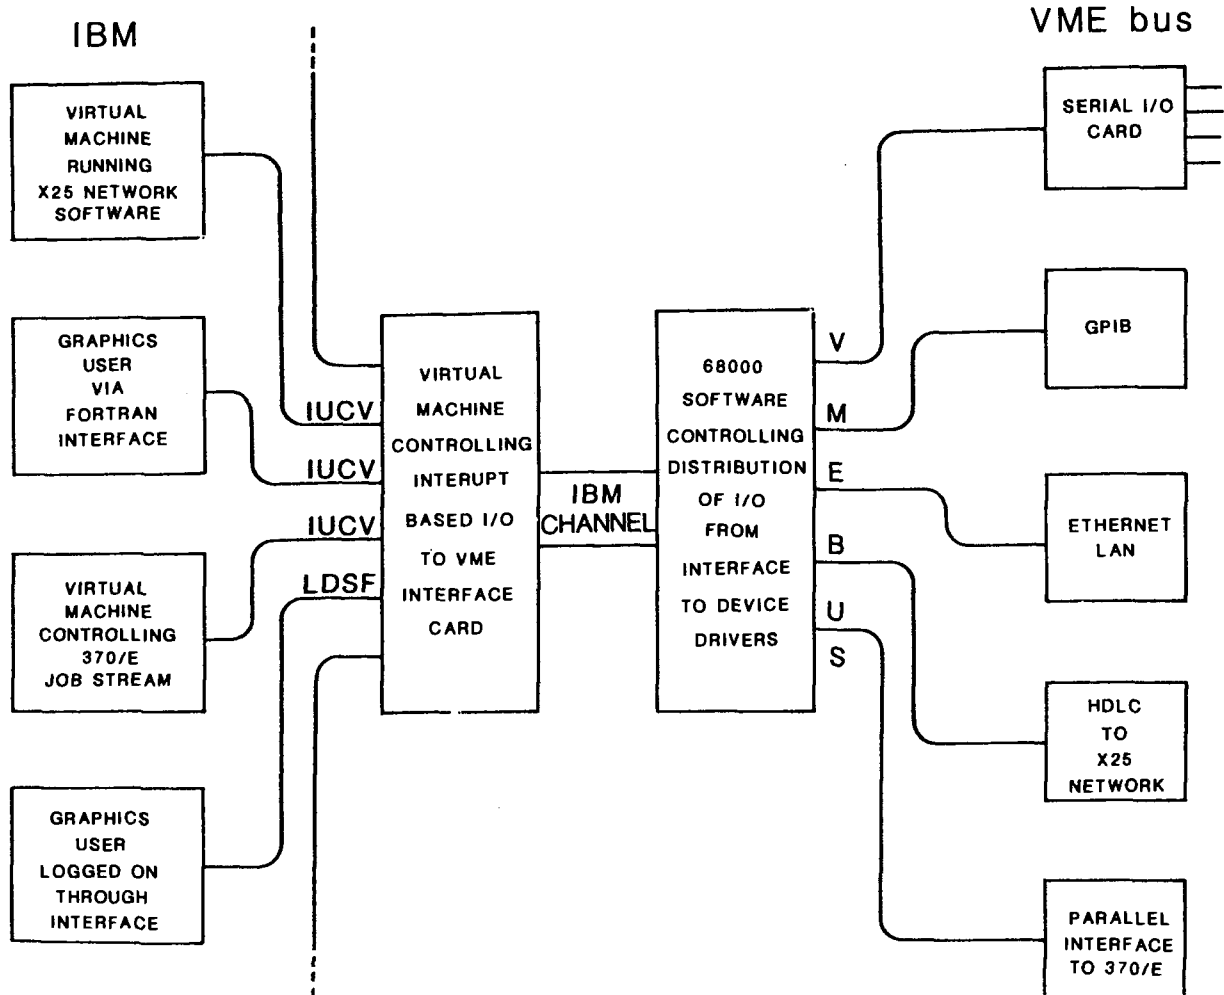 IBM
VME bus
VIRTUAL
MACHINE
RUNNING
X25 NETWORK
SOFTWARE
GRAPHICS
USER
VIA
FORTRAN
INTERFACE
VIRTUAL
MACHINE
CONTROLLING
370/E
JOB STREAM
GRAPHICS
USER
LOGGED ON
THROUGH
INTERFACE
IUCV
IUCV
IUCV
LDSF
VIRTUAL
MACHINE
CONTROLLING
INTERUPT
BASED I/O
TO VME
INTERFACE
CARD
IBM
CHANNEL
68000
SOFTWARE
CONTROLLING
DISTRIBUTION
OF I/O
FROM
INTERFACE
TO DEVICE
DRIVERS
V
M
E
B
U
S
SERIAL I/O
CARD
GPIB
ETHERNET
LAN
HDLC
TO
X25
NETWORK
PARALLEL
INTERFACE
TO 370/E